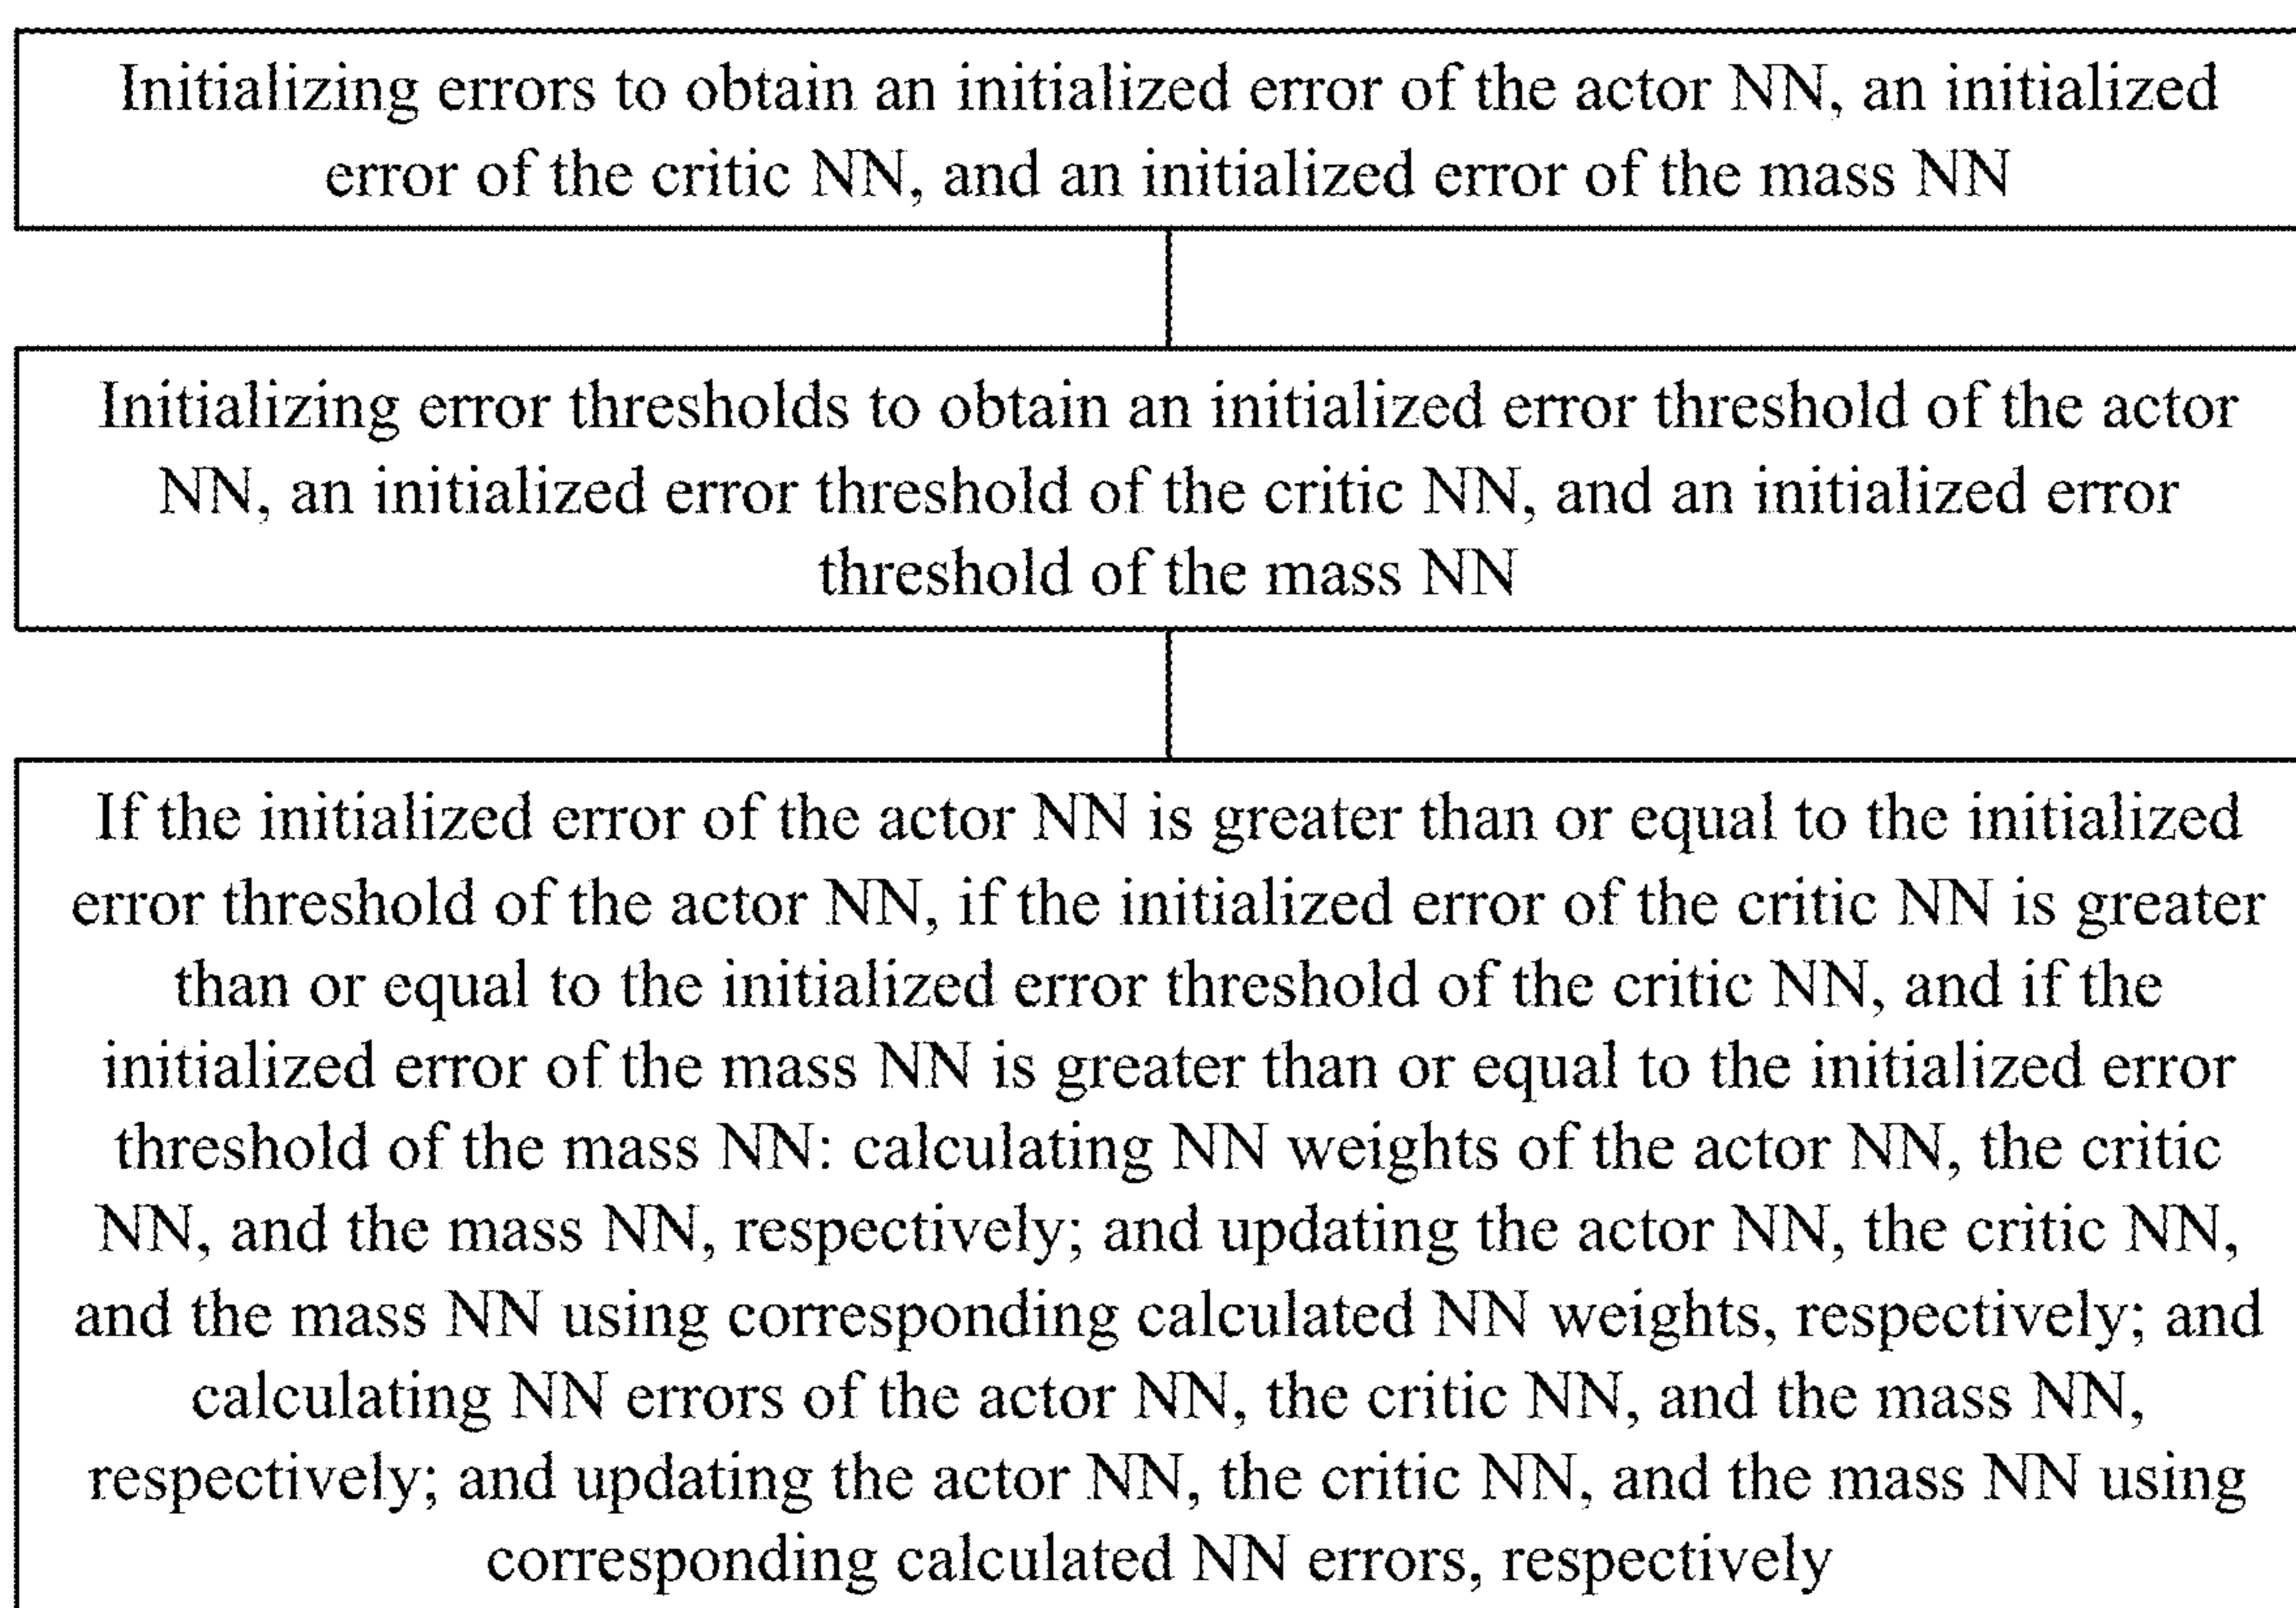 Initializing errors to obtain an initialized error of the actor NN, an initialized
error of the critic NN, and an initialized error of the mass NN
Initializing error thresholds to obtain an initialized error threshold of the actor
NN, an initialized error threshold of the critic NN, and an initialized error
threshold of the mass NN
If the initialized error of the actor NN is greater than or equal to the initialized
error threshold of the actor NN, if the initialized error of the critic NN is greater
than or equal to the initialized error threshold of the critic NN, and if the
initialized error of the mass NN is greater than or equal to the initialized error
threshold of the mass NN: calculating NN weights of the actor NN, the critic
NN, and the mass NN, respectively; and updating the actor NN, the critic NN,
and the mass NN using corresponding calculated NN weights, respectively; and
calculating NN errors of the actor NN, the critic NN, and the mass NN,
respectively; and updating the actor NN, the critic NN, and the mass NN using
corresponding calculated NN errors, respectively